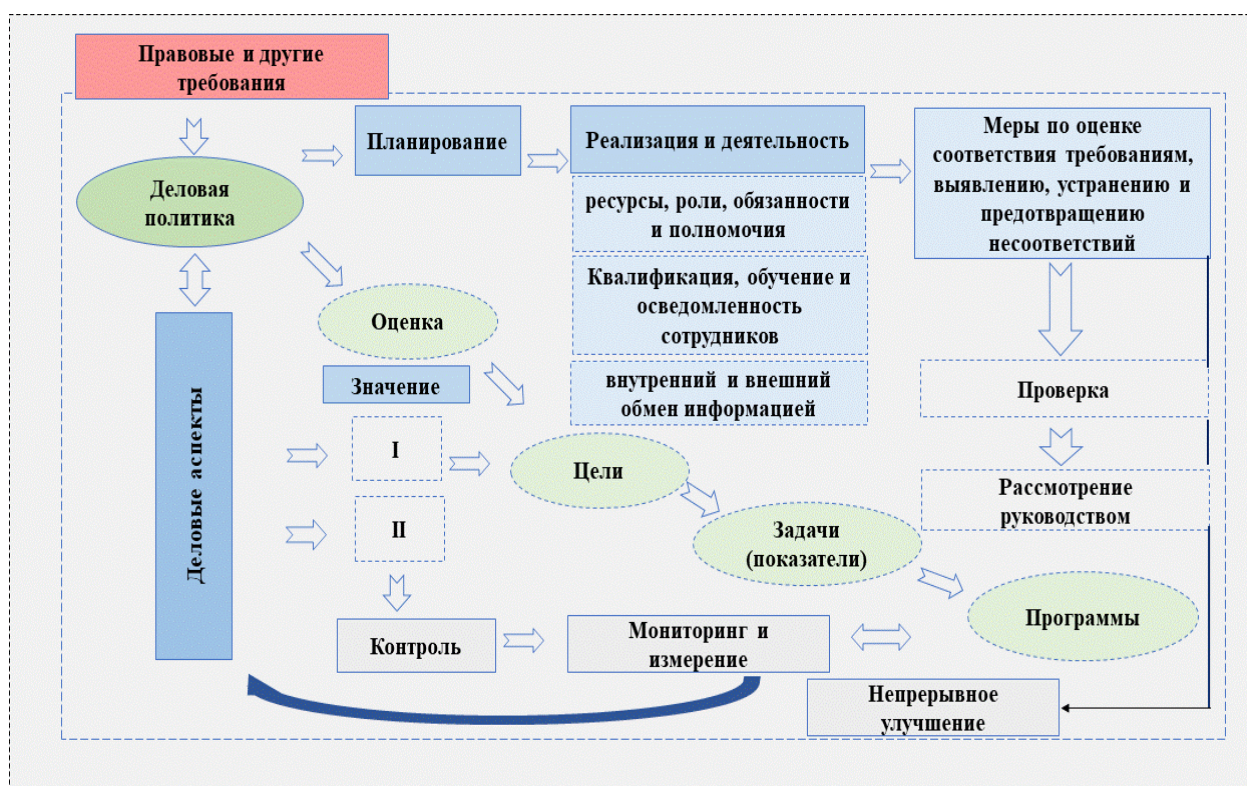 Правовые и другие
требования
Планирование
Реализация и деятельность
Меры по оценке
соответствия требованиям,
выявлению, устранению и
предотвращению
несоответствий
Деловая
политика
ресурсы, роли, обязанности
и полномочия
Квалификация, обучение и
осведомленность
сотрудников
Оценка
внутренний и внешний
обмен информацией
Значение
Проверка
Деловые аспекты
I
Цели
Рассмотрение
руководством
II
Задачи
(показатели)
Программы
Контроль
Мониторинг и
измерение
Непрерывное
улучшение